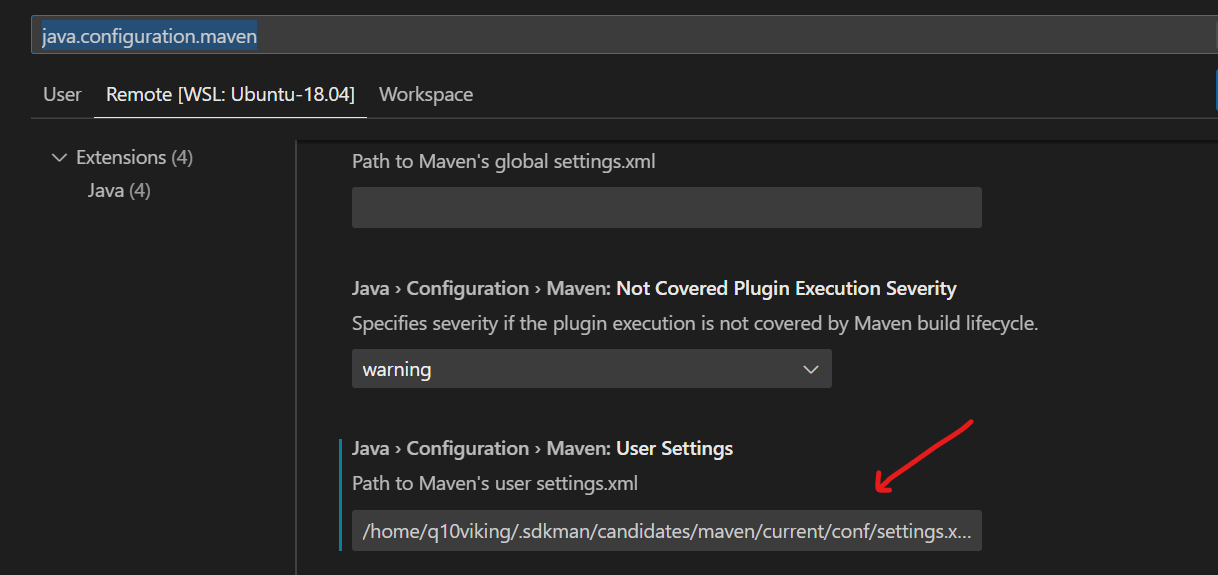 java.configuration.maven
User Remote [WSL: Ubuntu-18.04] Workspace
Extensions (4)
Java (4)
Path to Maven's global settings.xml
Java › Configuration › Maven: Not Covered Plugin Execution Severity
Specifies severity if the plugin execution is not covered by Maven build lifecycle.
warning
Java › Configuration › Maven: User Settings
Path to Maven's user settings.xml
/home/q10viking/.sdkman/candidates/maven/current/conf/settings.x...